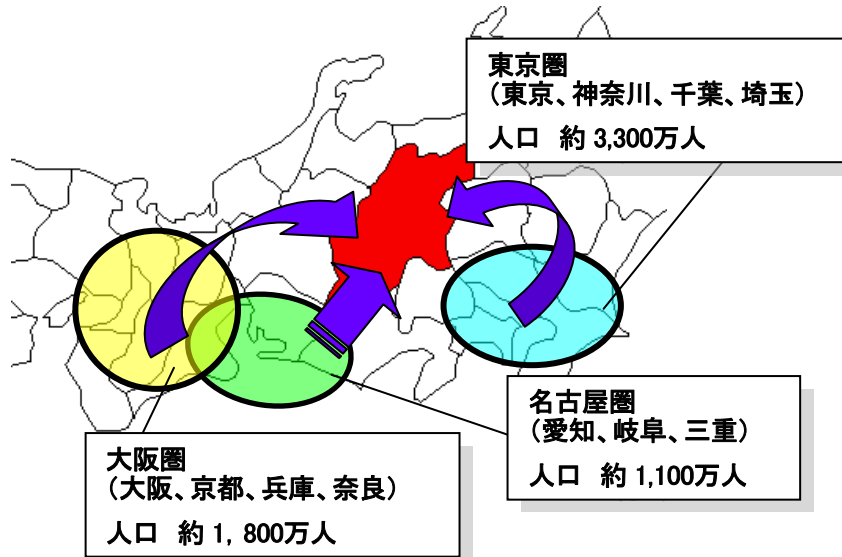 東京圏
（東京、神奈川、千葉、埼玉）
人口　約 3,300万人
名古屋圏
（愛知、岐阜、三重）
人口　約 1,100万人
大阪圏
（大阪、京都、兵庫、奈良）
人口　約 1, 800万人